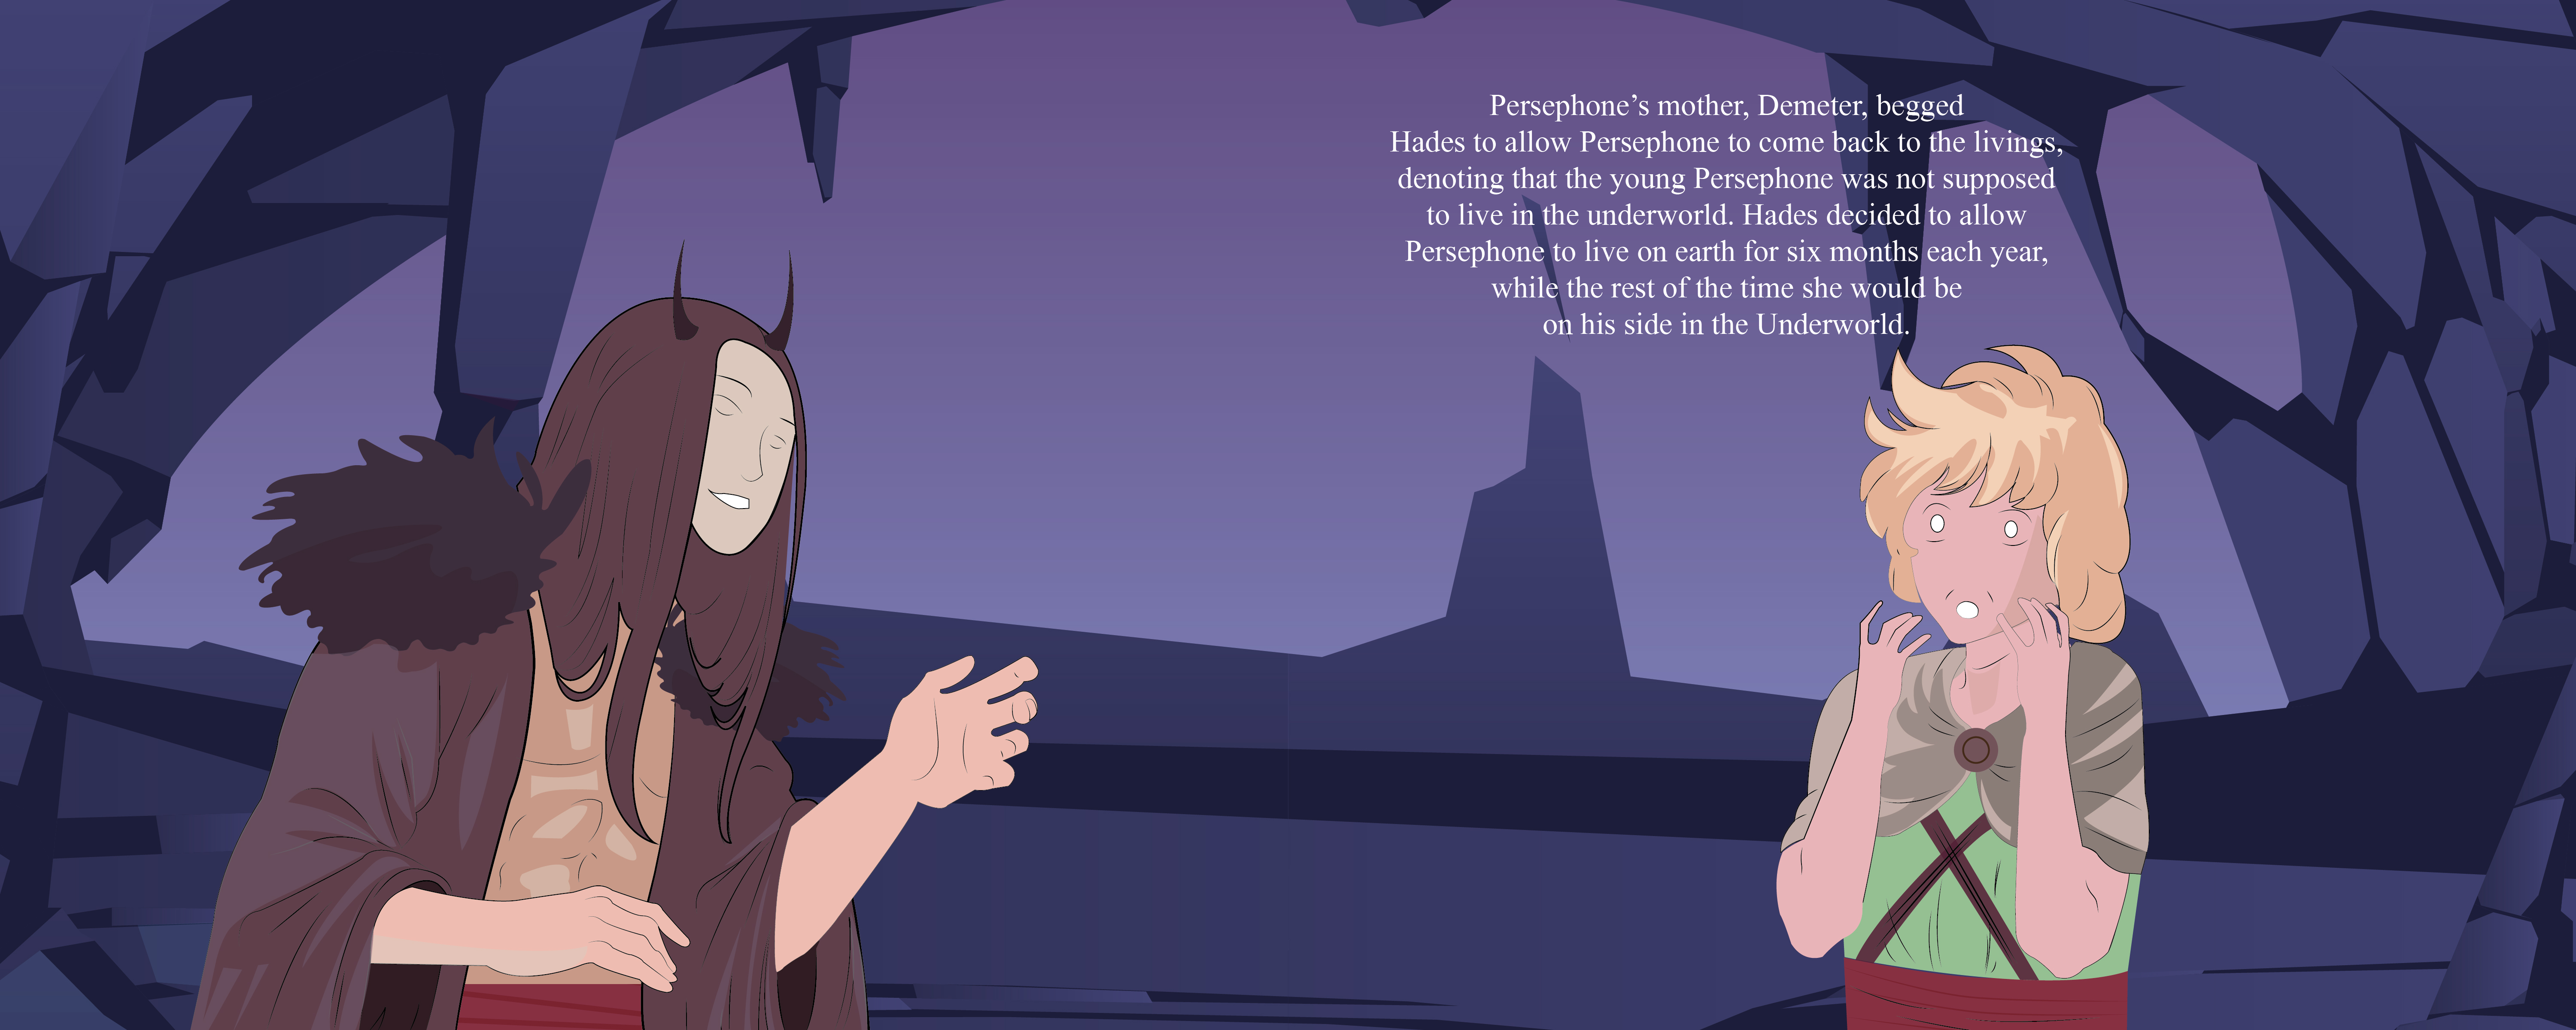 Persephone’s mother, Demeter, begged
Hades to allow Persephone to come back to the livings,
denoting that the young Persephone was not supposed
to live in the underworld. Hades decided to allow
Persephone to live on earth for six months each year,
while the rest of the time she would be
on his side in the Underworld.